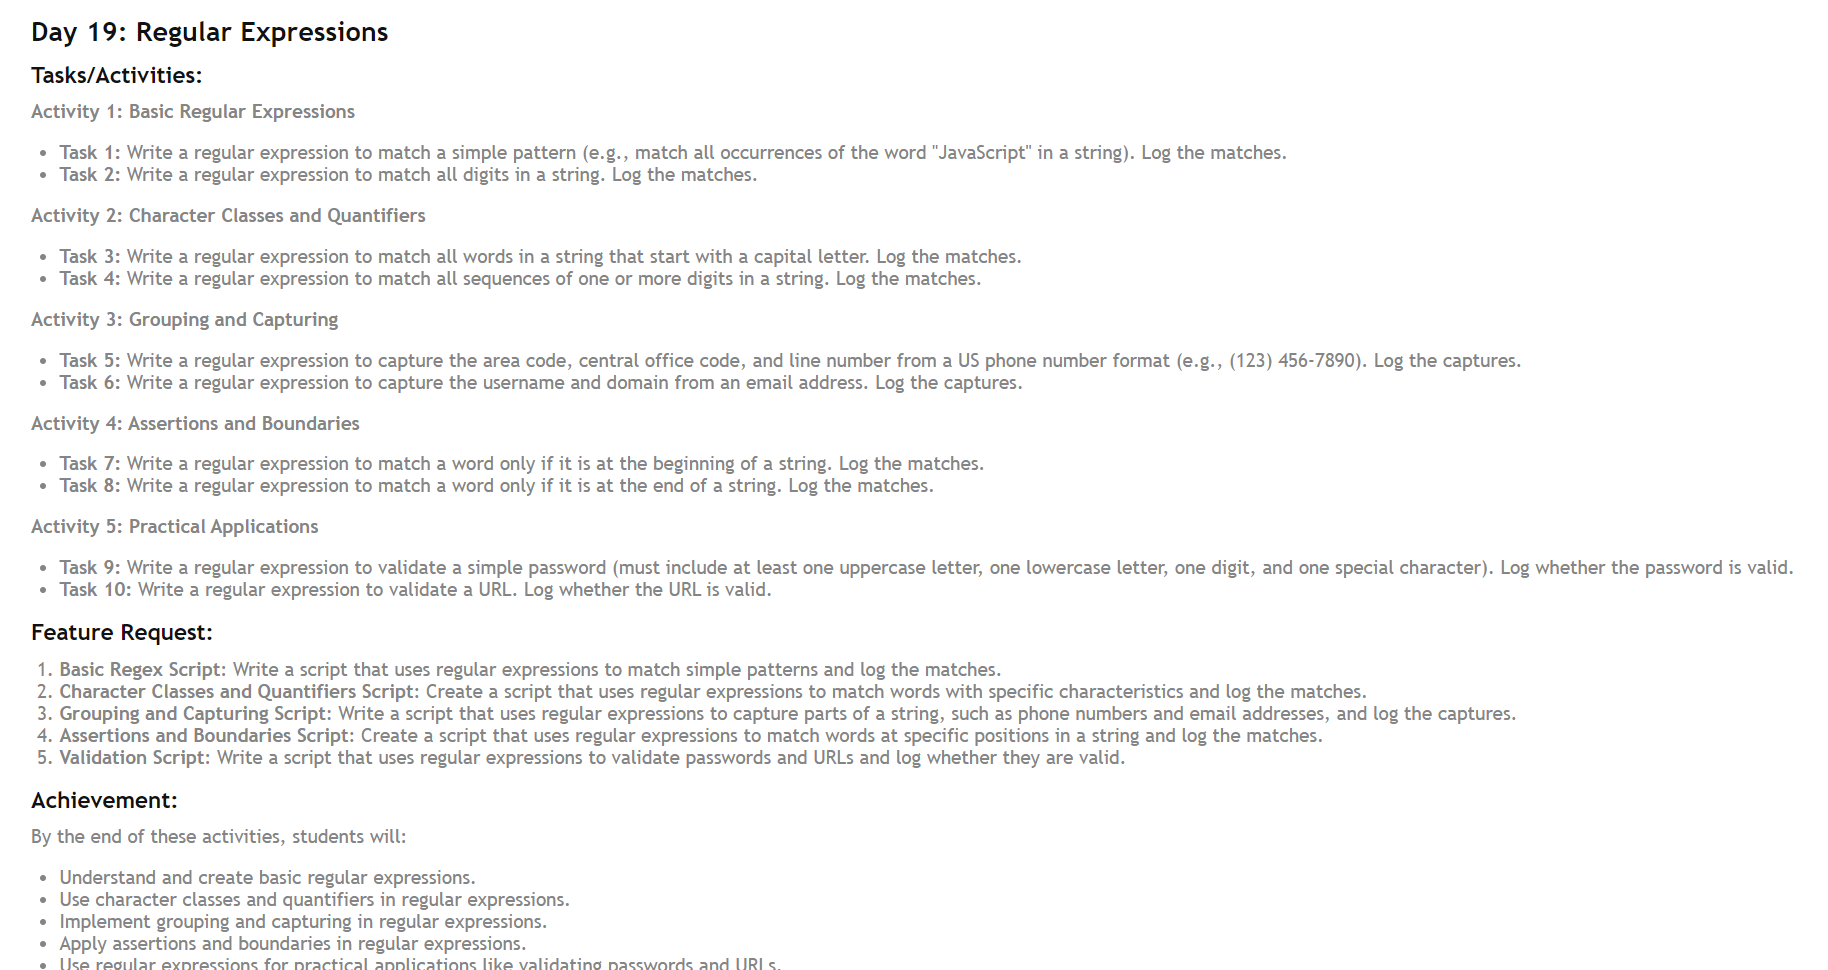 Day 19: Regular Expressions
Tasks/Activities:
Activity 1: Basic Regular Expressions
• Task 1: Write a regular expression to match a simple pattern (e.g., match all occurrences of the word "JavaScript" in a string). Log the matches.
• Task 2: Write a regular expression to match all digits in a string. Log the matches.
Activity 2: Character Classes and Quantifiers
• Task 3: Write a regular expression to match all words in a string that start with a capital letter. Log the matches.
• Task 4: Write a regular expression to match all sequences of one or more digits in a string. Log the matches.
Activity 3: Grouping and Capturing
• Task 5: Write a regular expression to capture the area code, central office code, and line number from a US phone number format (e.g., (123) 456-7890). Log the captures.
• Task 6: Write a regular expression to capture the username and domain from an email address. Log the captures.
Activity 4: Assertions and Boundaries
• Task 7: Write a regular expression to match a word only if it is at the beginning of a string. Log the matches.
• Task 8: Write a regular expression to match a word only if it is at the end of a string. Log the matches.
Activity 5: Practical Applications
• Task 9: Write a regular expression to validate a simple password (must include at least one uppercase letter, one lowercase letter, one digit, and one special character). Log whether the password is valid.
• Task 10: Write a regular expression to validate a URL. Log whether the URL is valid.
Feature Request:
1. Basic Regex Script: Write a script that uses regular expressions to match simple patterns and log the matches.
2. Character Classes and Quantifiers Script: Create a script that uses regular expressions to match words with specific characteristics and log the matches.
3. Grouping and Capturing Script: Write a script that uses regular expressions to capture parts of a string, such as phone numbers and email addresses, and log the captures.
4. Assertions and Boundaries Script: Create a script that uses regular expressions to match words at specific positions in a string and log the matches.
5. Validation Script: Write a script that uses regular expressions to validate passwords and URLs and log whether they are valid.
Achievement:
By the end of these activities, students will:
• Understand and create basic regular expressions.
• Use character classes and quantifiers in regular expressions.
• Implement grouping and capturing in regular expressions.
• Apply assertions and boundaries in regular expressions.
• Use regular expressions for practical applications like validating passwords and URLs.